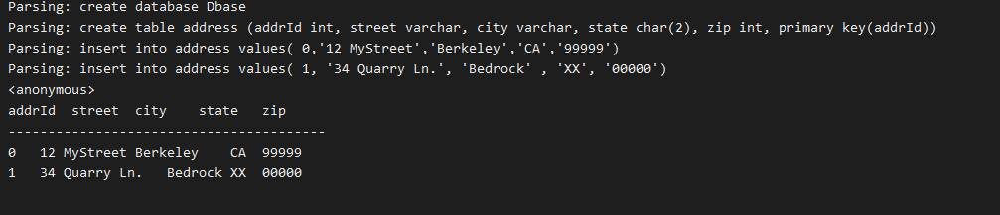 Parsing: create database Dbase
Parsing: create table address (addrId int, street varchar, city varchar, state char(2), zip int, primary key(addrId))
Parsing: insert into address values( 0,'12 MyStreet','Berkeley','CA','99999')
Parsing: insert into address values( 1, '34 Quarry Ln.', 'Bedrock' , 'XX', '00000')
<anonymous>
addrId  street  city    state   zip
----------------------------------------
0   12 MyStreet Berkeley    CA  99999
1   34 Quarry Ln.   Bedrock XX  00000